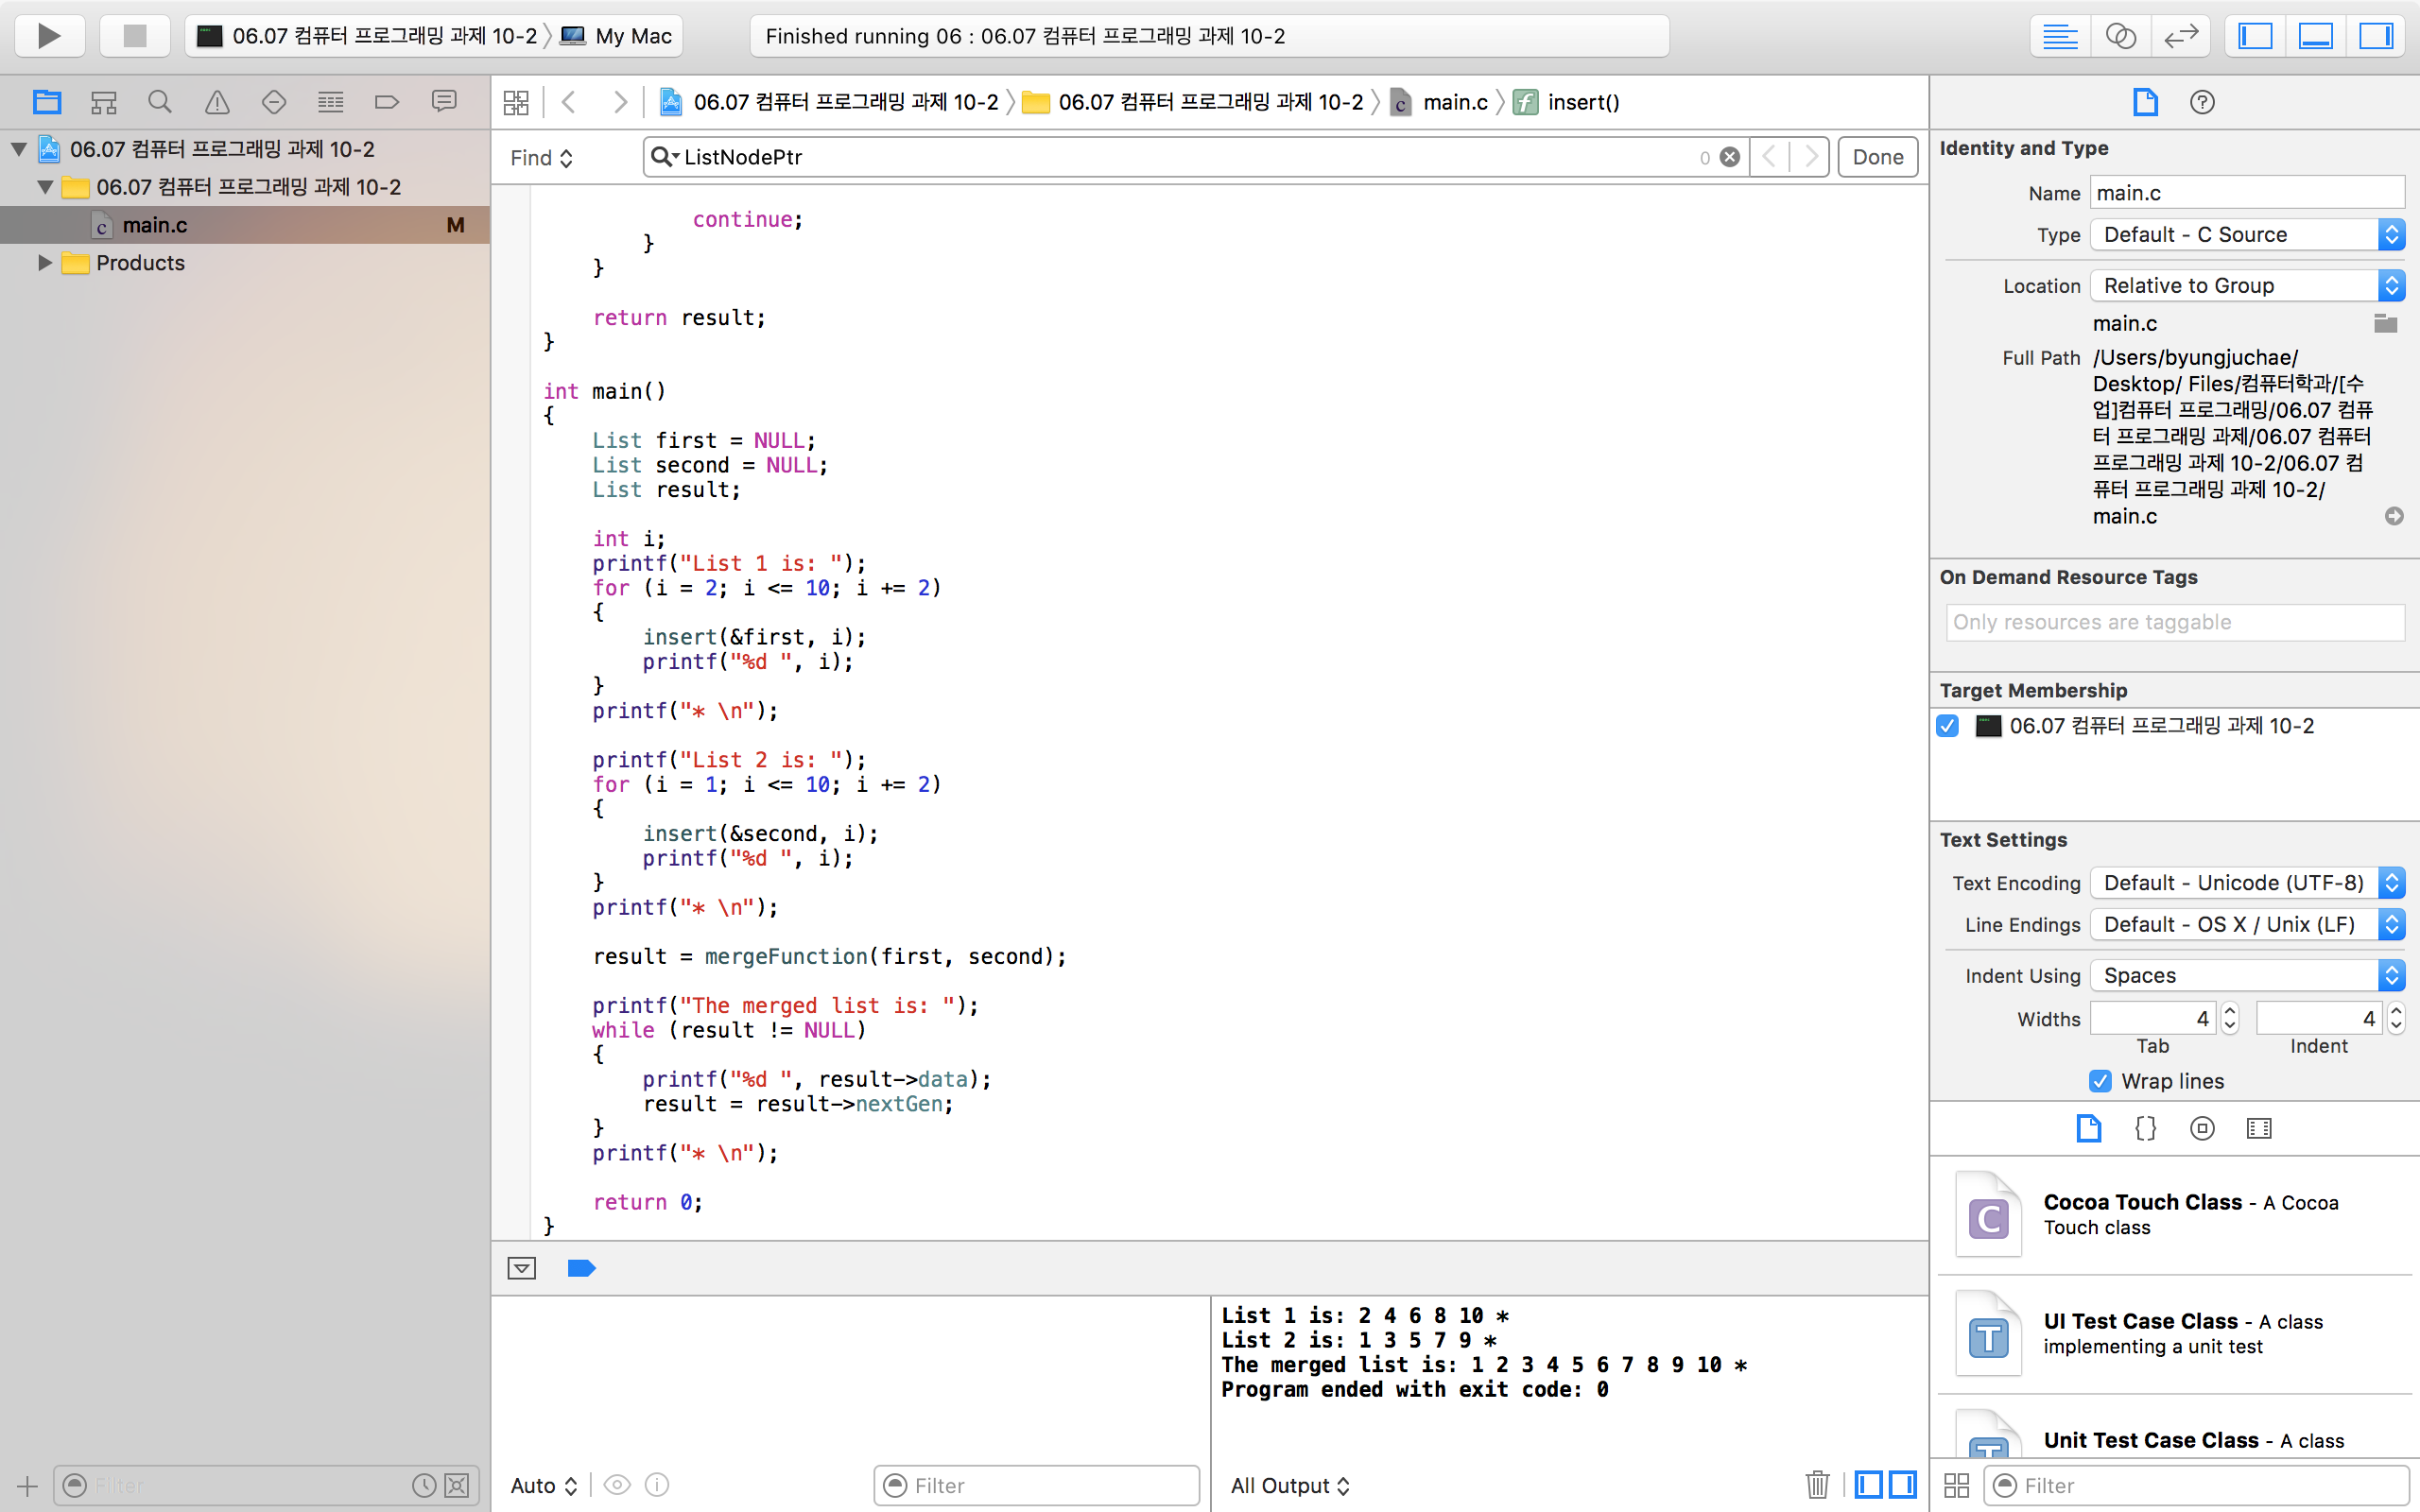 06.07 컴퓨터 프로그래밍 과제 10-2 My Mac
Finished running 06 : 06.07 컴퓨터 프로그래밍 과제 10-2
06.07 컴퓨터 프로그래밍 과제 10-2
06.07 컴퓨터 프로그래밍 과제 10-2
main.c M
Products
Filter
06.07 컴퓨터 프로그래밍 과제 10-2 06.07 컴퓨터 프로그래밍 과제 10-2 main.c insert()
Find ListNodePtr 0 Done
continue;
}
}
return result;
}
int main()
{
List first = NULL;
List second = NULL;
List result;
int i;
printf("List 1 is: ");
for (i = 2; i <= 10; i += 2)
{
insert(&first, i);
printf("%d ", i);
}
printf("* \n");
printf("List 2 is: ");
for (i = 1; i <= 10; i += 2)
{
insert(&second, i);
printf("%d ", i);
}
printf("* \n");
result = mergeFunction(first, second);
printf("The merged list is: ");
while (result != NULL)
{
printf("%d ", result->data);
result = result->nextGen;
}
printf("* \n");
return 0;
}
Auto Filter
List 1 is: 2 4 6 8 10 *
List 2 is: 1 3 5 7 9 *
The merged list is: 1 2 3 4 5 6 7 8 9 10 *
Program ended with exit code: 0
All Output
Identity and Type
Name main.c
Type Default - C Source
Location Relative to Group
main.c
Full Path /Users/byungjuchae/
Desktop/ Files/컴퓨터학과/[수
업]컴퓨터 프로그래밍/06.07 컴퓨
터 프로그래밍 과제/06.07 컴퓨터
프로그래밍 과제 10-2/06.07 컴
퓨터 프로그래밍 과제 10-2/
main.c
On Demand Resource Tags
Only resources are taggable
Target Membership
06.07 컴퓨터 프로그래밍 과제 10-2
Text Settings
Text Encoding Default - Unicode (UTF-8)
Line Endings Default - OS X / Unix (LF)
Indent Using Spaces
Widths 4 4
Tab Indent
Wrap lines
C
Cocoa Touch Class - A Cocoa
Touch class
T
UI Test Case Class - A class
implementing a unit test
T
Unit Test Case Class - A class
Filter